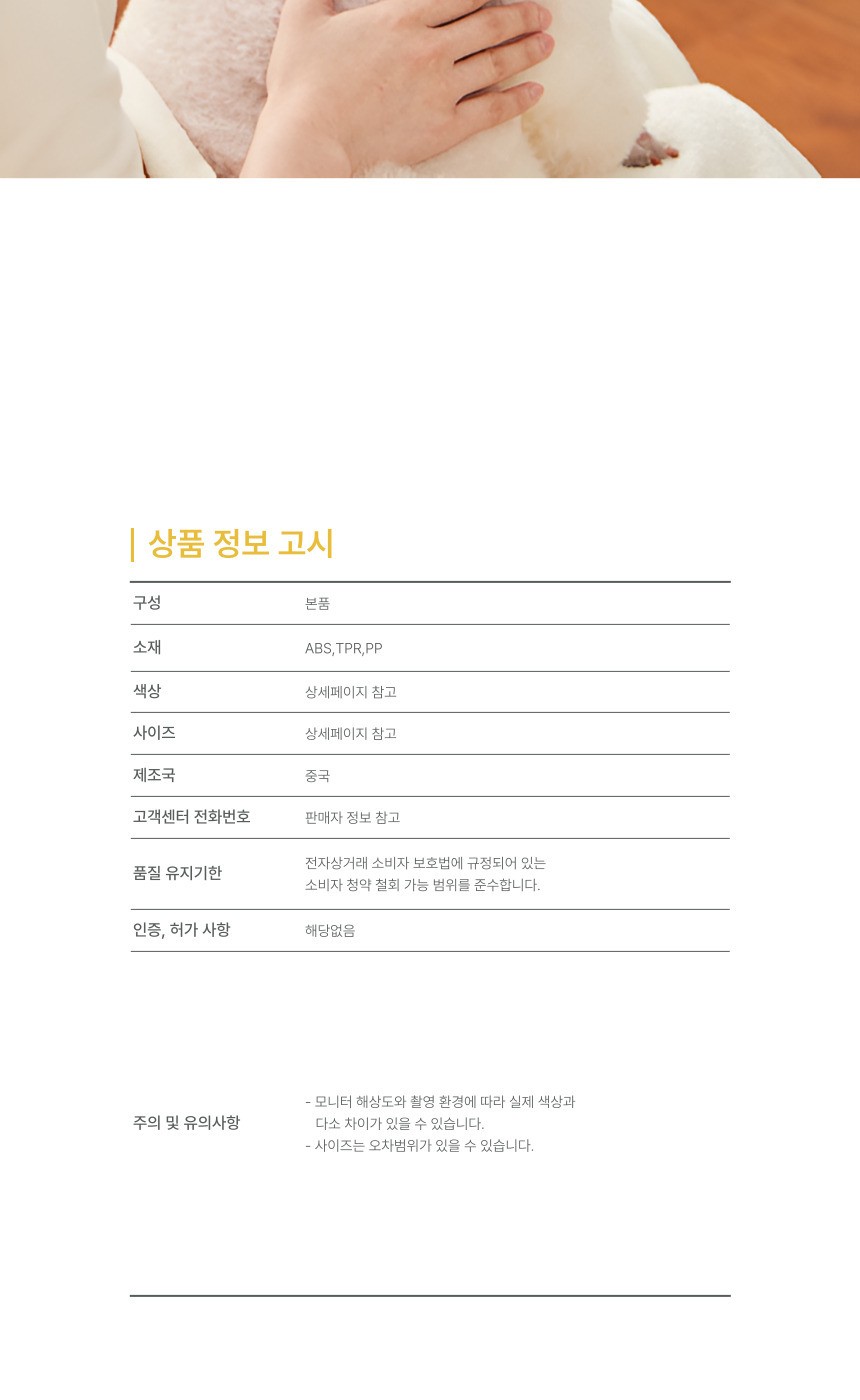 상품 정보 고시
구성 본품
소재 ABS,TPR,PP
색상 상세페이지 참고
사이즈 상세페이지 참고
제조국 중국
고객센터 전화번호 판매자 정보 참고
품질 유지기한 전자상거래 소비자 보호법에 규정되어 있는
소비자 청약 철회 가능 범위를 준수합니다.
인증, 허가 사항 해당없음
주의 및 유의사항 - 모니터 해상도와 촬영 환경에 따라 실제 색상과
다소 차이가 있을 수 있습니다.
- 사이즈는 오차범위가 있을 수 있습니다.